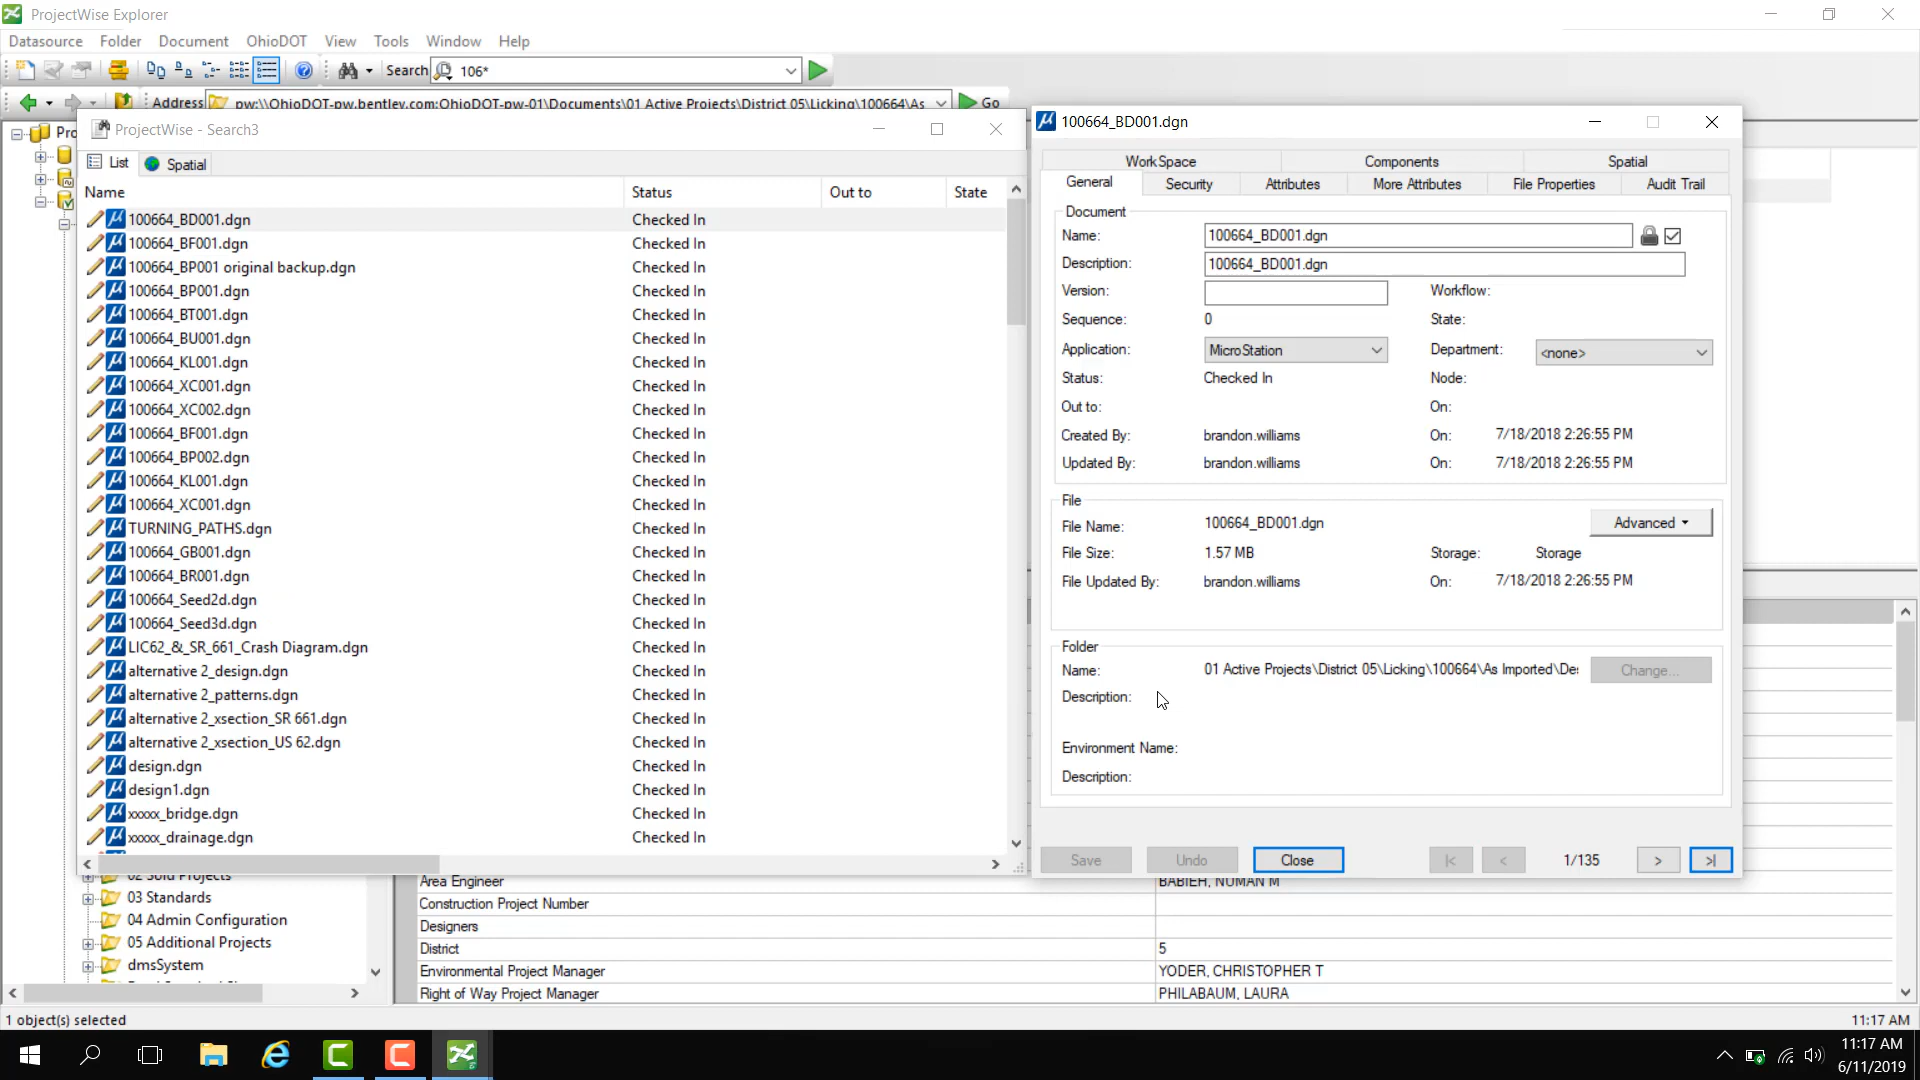 ProjectWise Explorer
Datasource Folder Document OhioDOT View Tools Window Help
Search 106*
Address pw:\\OhioDOT-pw.bentley.com:OhioDOT-pw-01\Documents\01 Active Projects\District 05\Licking\100664\As Go
ProjectWise - Search3
List Spatial
Name Status Out to State
100664_BD001.dgn Checked In
100664_BF001.dgn Checked In
100664_BP001 original backup.dgn Checked In
100664_BP001.dgn Checked In
100664_BT001.dgn Checked In
100664_BU001.dgn Checked In
100664_KL001.dgn Checked In
100664_XC001.dgn Checked In
100664_XC002.dgn Checked In
100664_BF001.dgn Checked In
100664_BP002.dgn Checked In
100664_KL001.dgn Checked In
100664_XC001.dgn Checked In
TURNING_PATHS.dgn Checked In
100664_GB001.dgn Checked In
100664_BR001.dgn Checked In
100664_Seed2d.dgn Checked In
100664_Seed3d.dgn Checked In
LIC62_&_SR_661_Crash Diagram.dgn Checked In
alternative 2_design.dgn Checked In
alternative 2_patterns.dgn Checked In
alternative 2_xsection_SR 661.dgn Checked In
alternative 2_xsection_US 62.dgn Checked In
design.dgn Checked In
design1.dgn Checked In
xxxxx_bridge.dgn Checked In
xxxxx_drainage.dgn Checked In
100664_BD001.dgn
WorkSpace Components Spatial
General Security Attributes More Attributes File Properties Audit Trail
Document
Name: 100664_BD001.dgn
Description: 100664_BD001.dgn
Version: Workflow:
Sequence: 0 State:
Application: MicroStation Department: <none>
Status: Checked In Node:
Out to: On:
Created By: brandon.williams On: 7/18/2018 2:26:55 PM
Updated By: brandon.williams On: 7/18/2018 2:26:55 PM
File
File Name: 100664_BD001.dgn Advanced
File Size: 1.57 MB Storage: Storage
File Updated By: brandon.williams On: 7/18/2018 2:26:55 PM
Folder
Name: 01 Active Projects\District 05\Licking\100664\As Imported\De Change...
Description:
Environment Name:
Description:
Save Undo Close |< < 1/135 > >|
Pro
02 Sold Projects
03 Standards
04 Admin Configuration
05 Additional Projects
dmsSystem
Area Engineer BABIEH, NUMAN M
Construction Project Number
Designers
District 5
Environmental Project Manager YODER, CHRISTOPHER T
Right of Way Project Manager PHILABAUM, LAURA
1 object(s) selected 11:17 AM
11:17 AM
6/11/2019